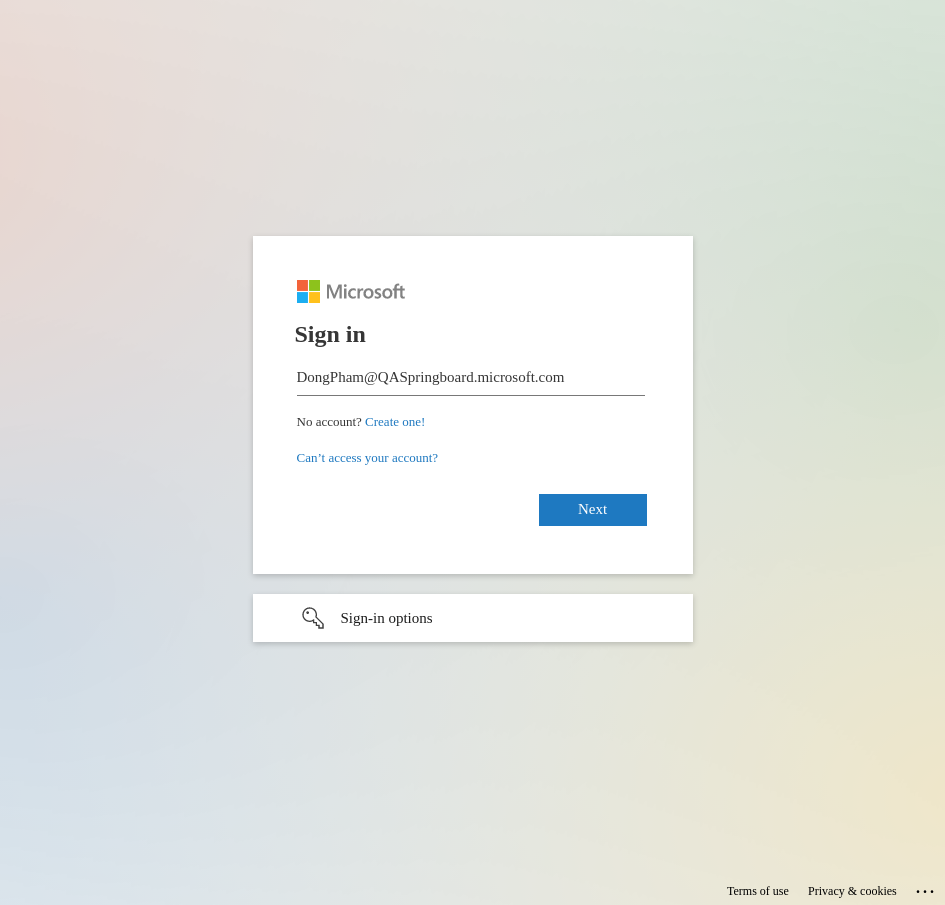 Microsoft
Sign in
DongPham@QASpringboard.microsoft.com
No account? Create one!
Can’t access your account?
Next
Sign-in options
Terms of use Privacy & cookies ...